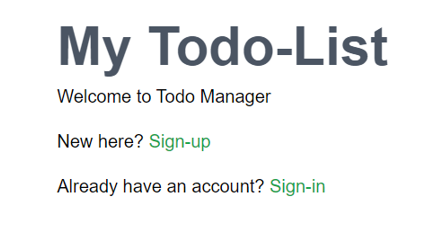 My Todo-List
Welcome to Todo Manager
New here? Sign-up
Already have an account? Sign-in